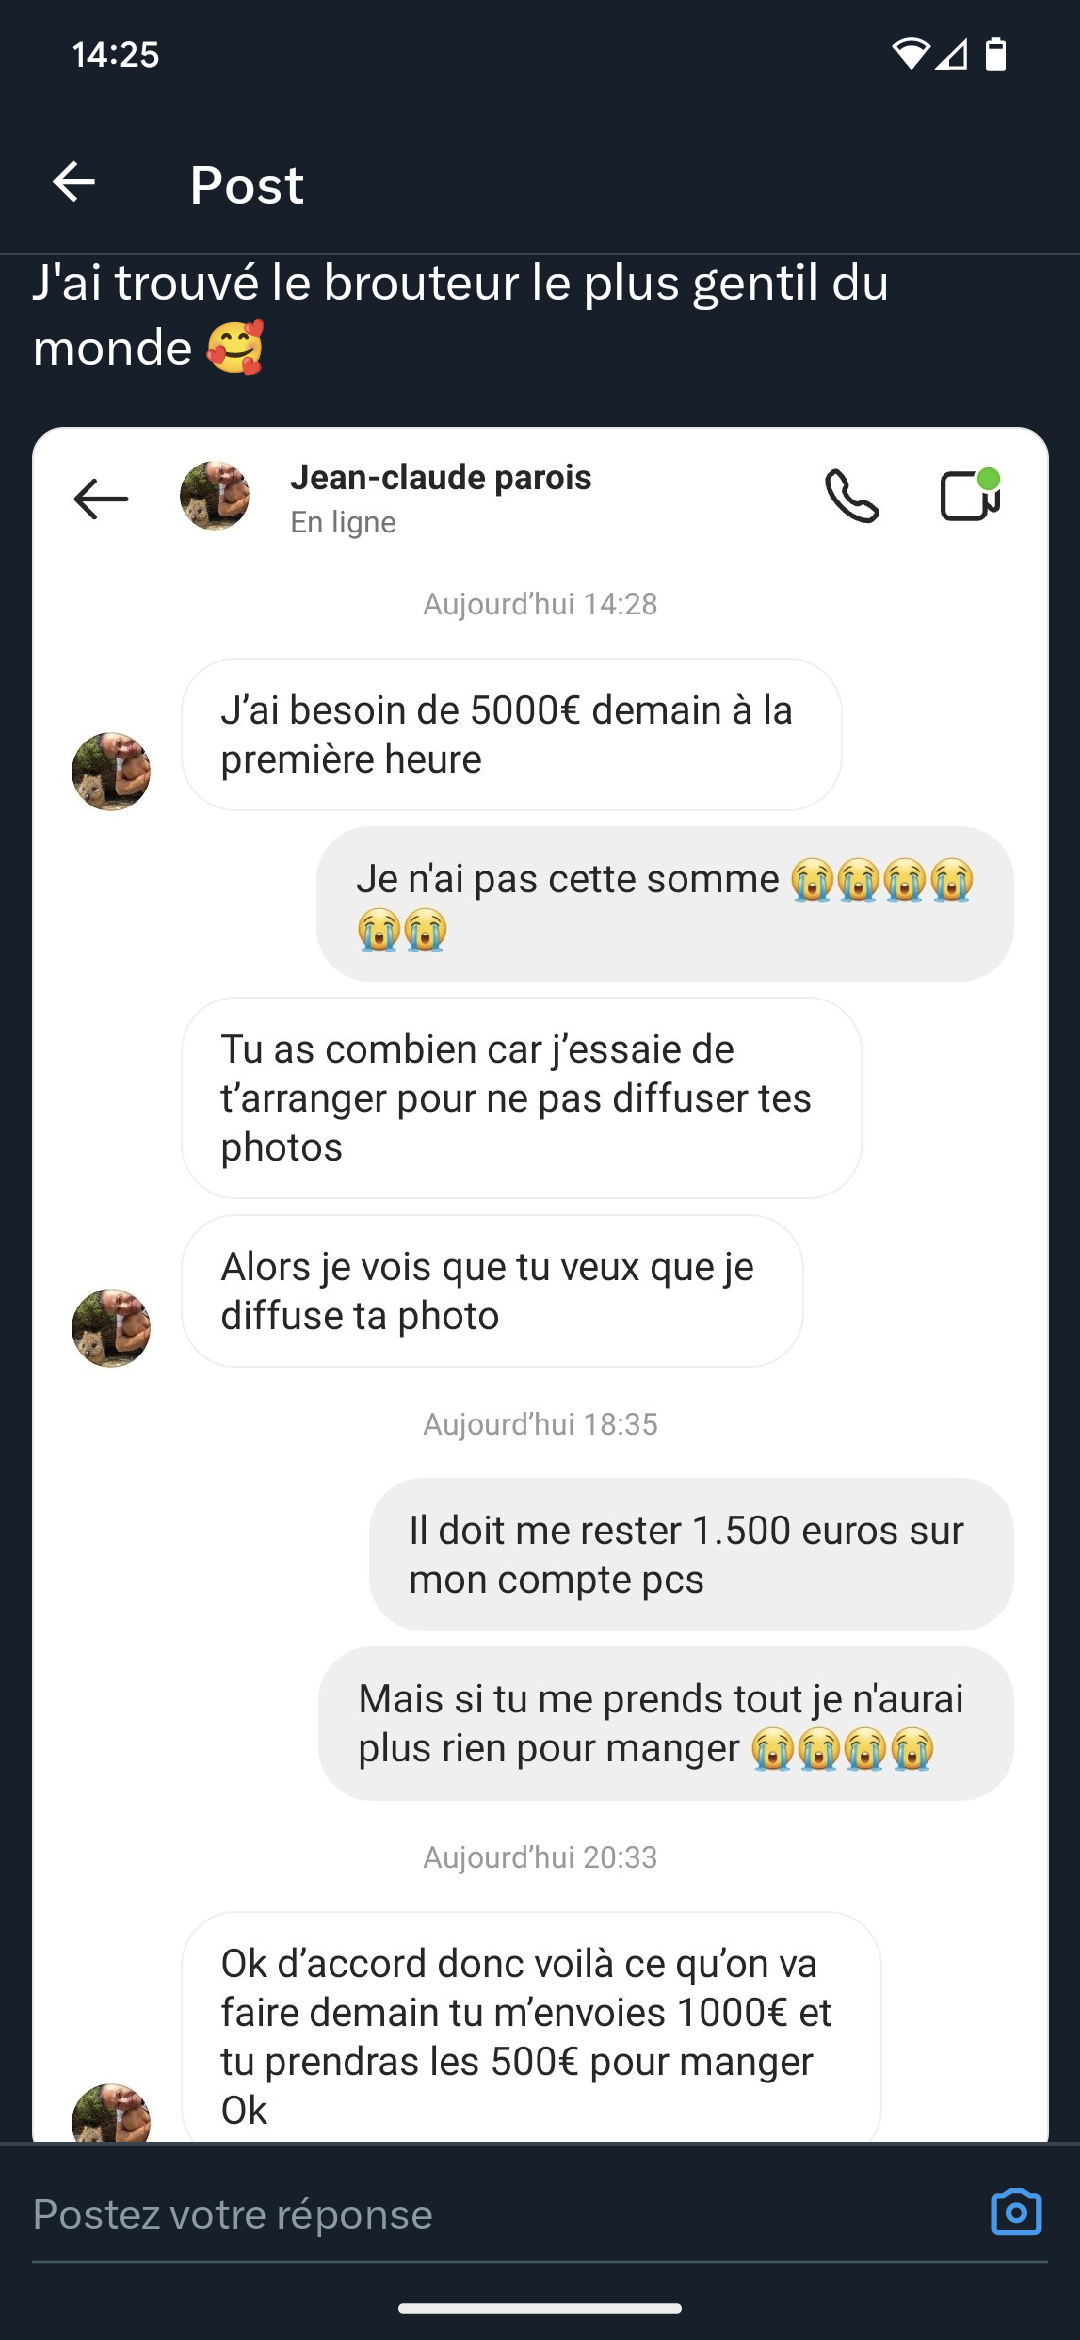 14:25
Post
J'ai trouvé le brouteur le plus gentil du
monde 🥰
Jean-claude parois
En ligne
Aujourd’hui 14:28
J’ai besoin de 5000€ demain à la
première heure
Je n'ai pas cette somme 😭😭😭😭
😭😭
Tu as combien car j’essaie de
t’arranger pour ne pas diffuser tes
photos
Alors je vois que tu veux que je
diffuse ta photo
Aujourd’hui 18:35
Il doit me rester 1.500 euros sur
mon compte pcs
Mais si tu me prends tout je n'aurai
plus rien pour manger 😭😭😭😭
Aujourd’hui 20:33
Ok d’accord donc voilà ce qu’on va
faire demain tu m’envoies 1000€ et
tu prendras les 500€ pour manger
Ok
Postez votre réponse